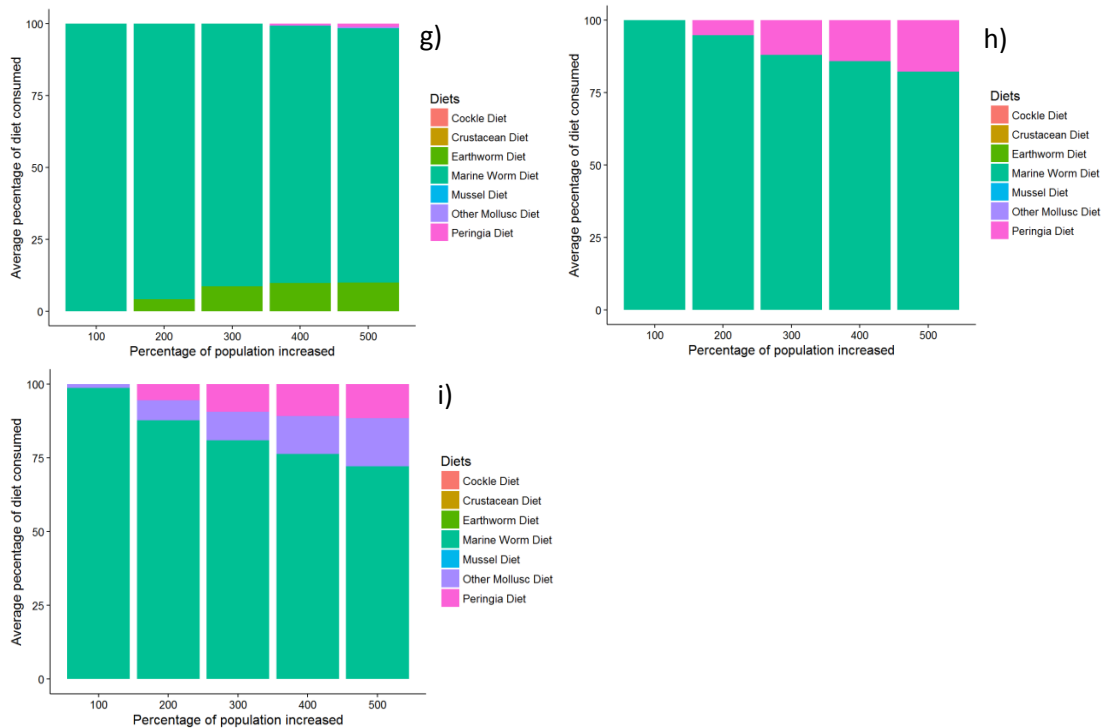 g)
Average pecentage of diet consumed
100
75
50
25
0
100 200 300 400 500
Percentage of population increased
Diets
Cockle Diet
Crustacean Diet
Earthworm Diet
Marine Worm Diet
Mussel Diet
Other Mollusc Diet
Peringia Diet
h)
Average pecentage of diet consumed
100
75
50
25
0
100 200 300 400 500
Percentage of population increased
Diets
Cockle Diet
Crustacean Diet
Earthworm Diet
Marine Worm Diet
Mussel Diet
Other Mollusc Diet
Peringia Diet
i)
Average pecentage of diet consumed
100
75
50
25
0
100 200 300 400 500
Percentage of population increased
Diets
Cockle Diet
Crustacean Diet
Earthworm Diet
Marine Worm Diet
Mussel Diet
Other Mollusc Diet
Peringia Diet